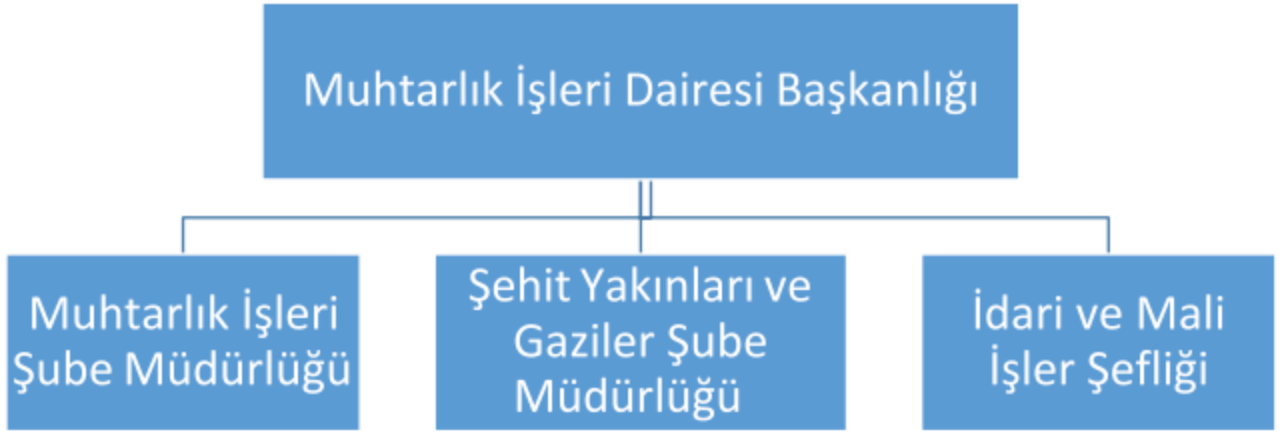 Muhtarlık İşleri Dairesi Başkanlığı
Muhtarlık İşleri
Şube Müdürlüğü
Şehit Yakınları ve
Gaziler Şube
Müdürlüğü
İdari ve Mali
İşler Şefliği